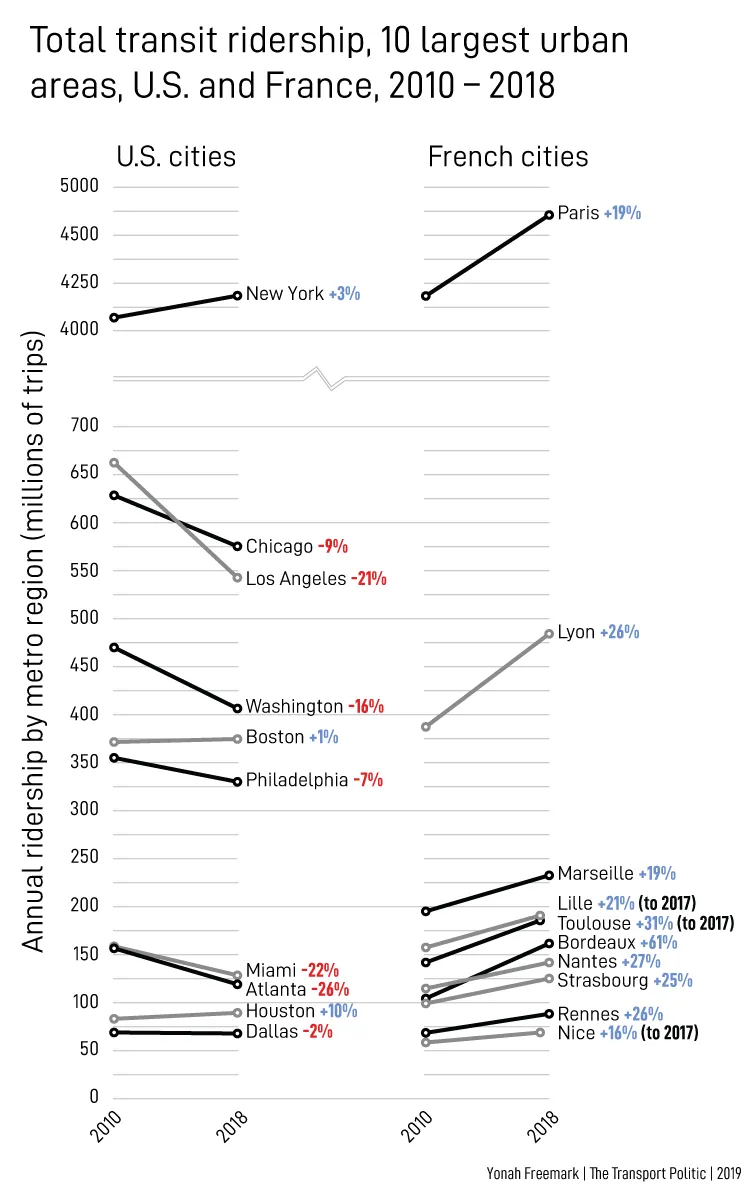 Total transit ridership, 10 largest urban
areas, U.S. and France, 2010 – 2018
U.S. cities
French cities
Annual ridership by metro region (millions of trips)
5000
4500
4250
4000
700
650
600
550
500
450
400
350
300
250
200
150
100
50
0
New York +3%
Chicago -9%
Los Angeles -21%
Washington -16%
Boston +1%
Philadelphia -7%
Miami -22%
Atlanta -26%
Houston +10%
Dallas -2%
2010
2018
Paris +19%
Lyon +26%
Marseille +19%
Lille +21% (to 2017)
Toulouse +31% (to 2017)
Bordeaux +61%
Nantes +27%
Strasbourg +25%
Rennes +26%
Nice +16% (to 2017)
2010
2018
Yonah Freemark | The Transport Politic | 2019